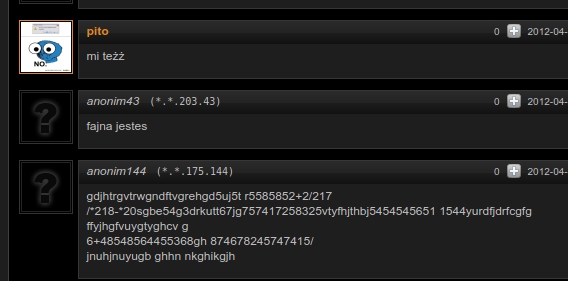 pito
0
2012-04-
NO.
mi teżż
anonim43 (*.*.203.43)
0
2012-04-
fajna jestes
anonim144 (*.*.175.144)
0
2012-04-
gdjhtrgvtrwgndftvgrehgd5uj5t r5585852+2/217
/*218-*20sgbe54g3drkutt67jg757417258325vtyfhjthbj5454545651 1544yurdfjdrfcgfg
ffyjhgfvuygtyghcv g
6+48548564455368gh 874678245747415/
jnuhjnuyugb ghhn nkghikgjh